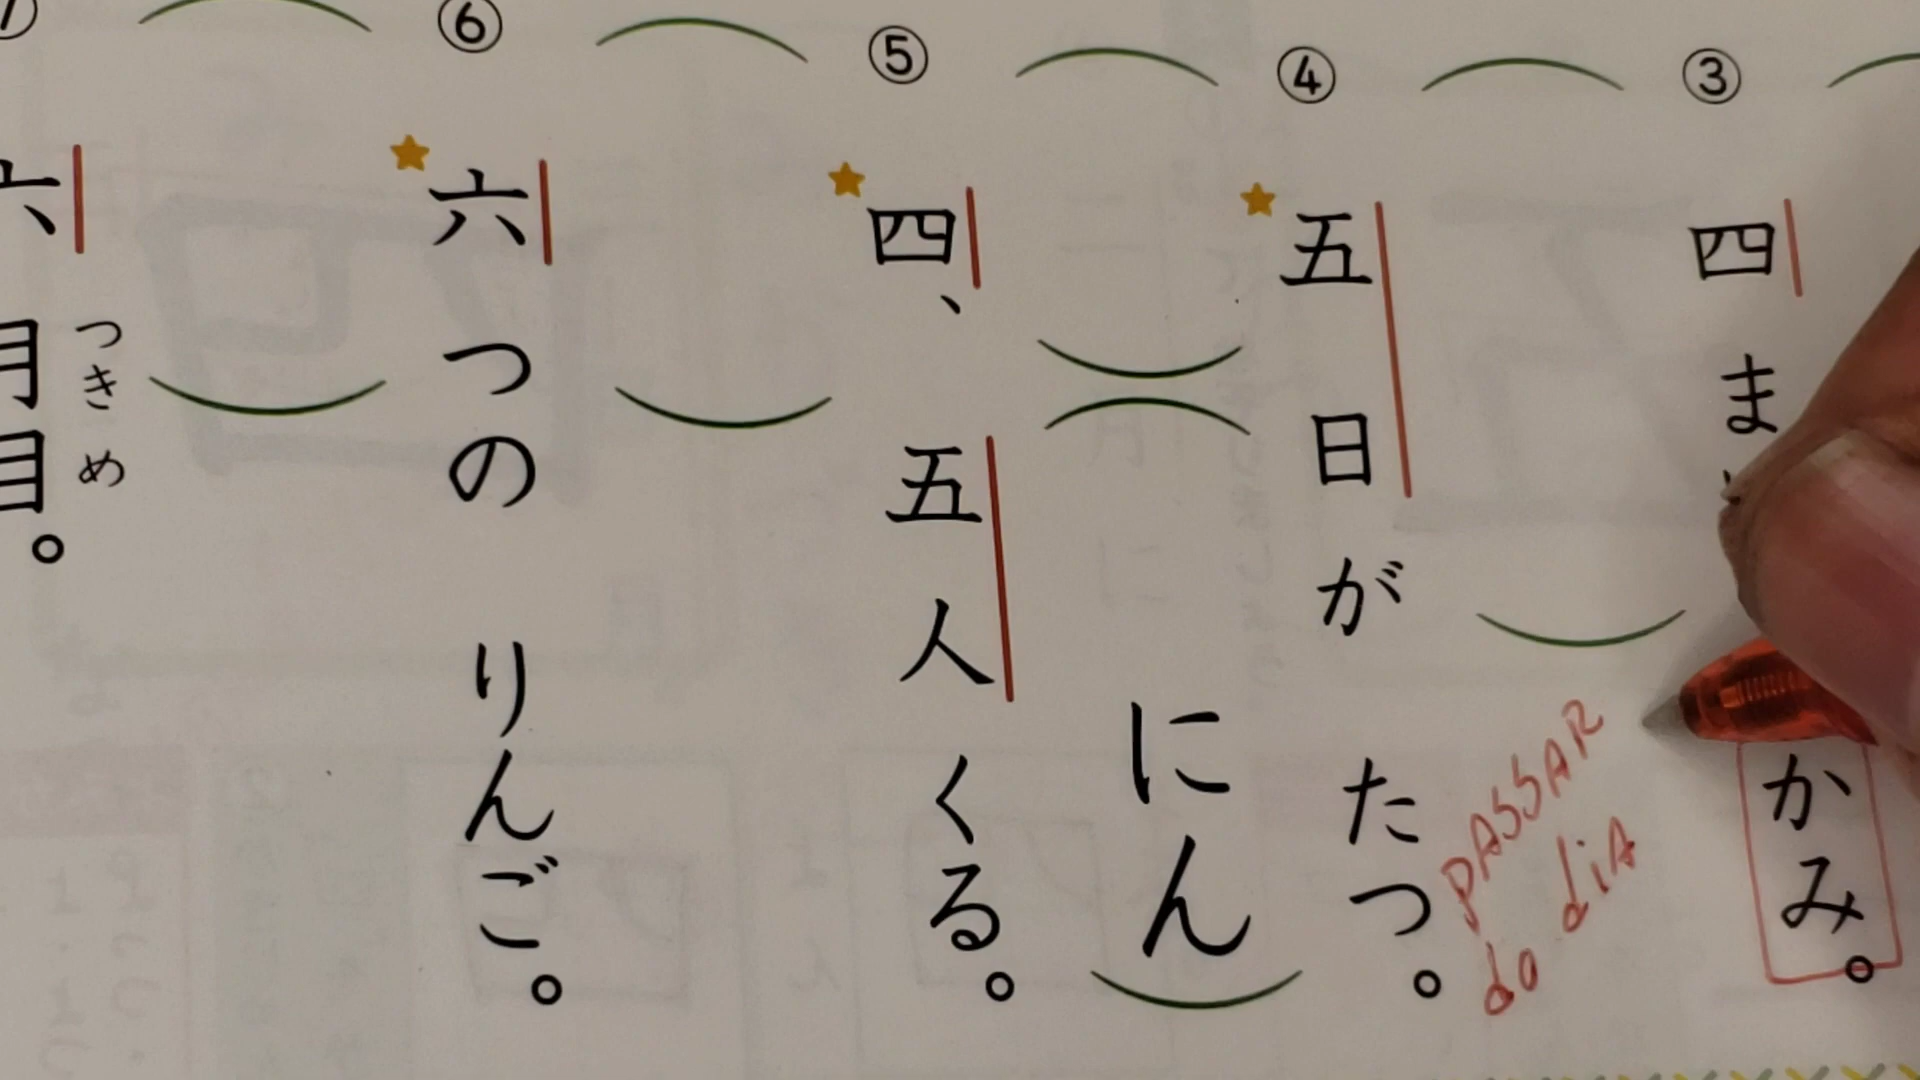 ③
四ま
かみ。
PASSAR
do diA
④
五日が たつ。
⑤
四、五人 くる。
にん
⑥
六つの りんご。
六月目。
つきめ